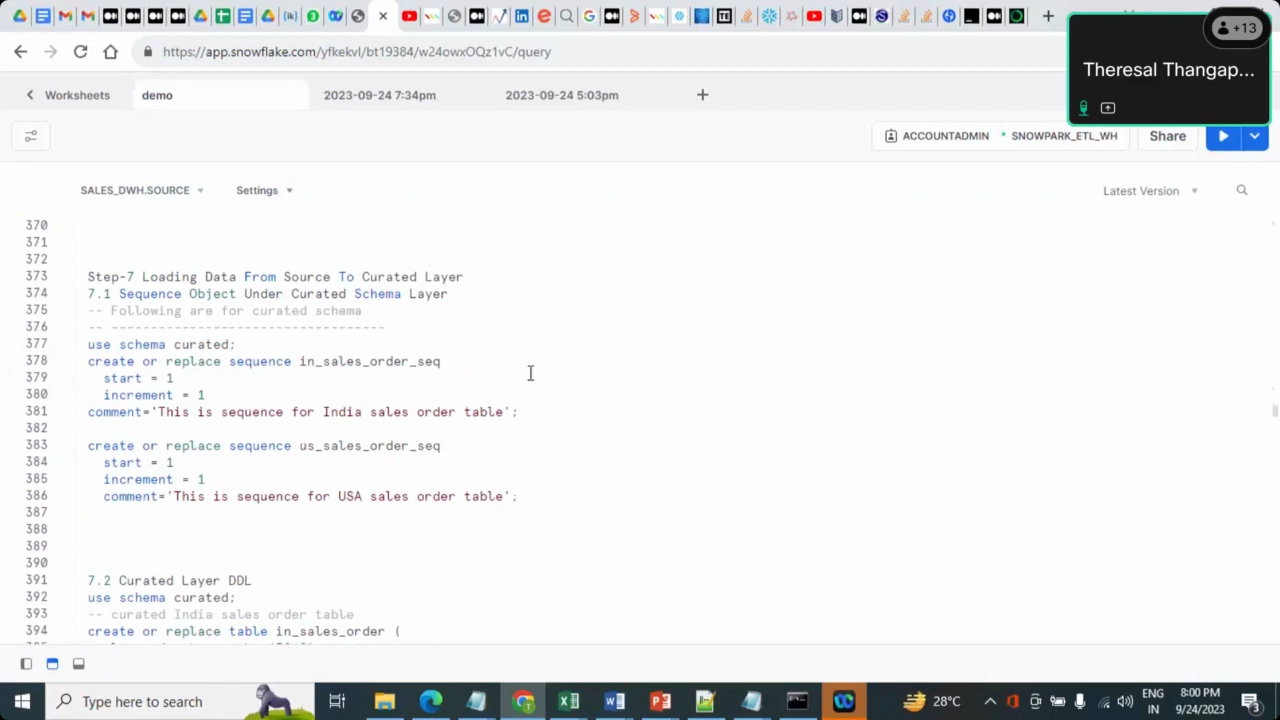 https://app.snowflake.com/yfkekvl/bt19384/w24owxOQz1vC/query
+13
Theresal Thangap...
Worksheets
demo
2023-09-24 7:34pm
2023-09-24 5:03pm
ACCOUNTADMIN
SNOWPARK_ETL_WH
Share
SALES_DWH.SOURCE
Settings
Latest Version
370
371
372
373 Step-7 Loading Data From Source To Curated Layer
374 7.1 Sequence Object Under Curated Schema Layer
375 -- Following are for curated schema
376 -- -----------------------------------
377 use schema curated;
378 create or replace sequence in_sales_order_seq
379 start = 1
380 increment = 1
381 comment='This is sequence for India sales order table';
382
383 create or replace sequence us_sales_order_seq
384 start = 1
385 increment = 1
386 comment='This is sequence for USA sales order table';
387
388
389
390
391 7.2 Curated Layer DDL
392 use schema curated;
393 -- curated India sales order table
394 create or replace table in_sales_order (
Type here to search
28°C
ENG
IN
8:00 PM
9/24/2023
3